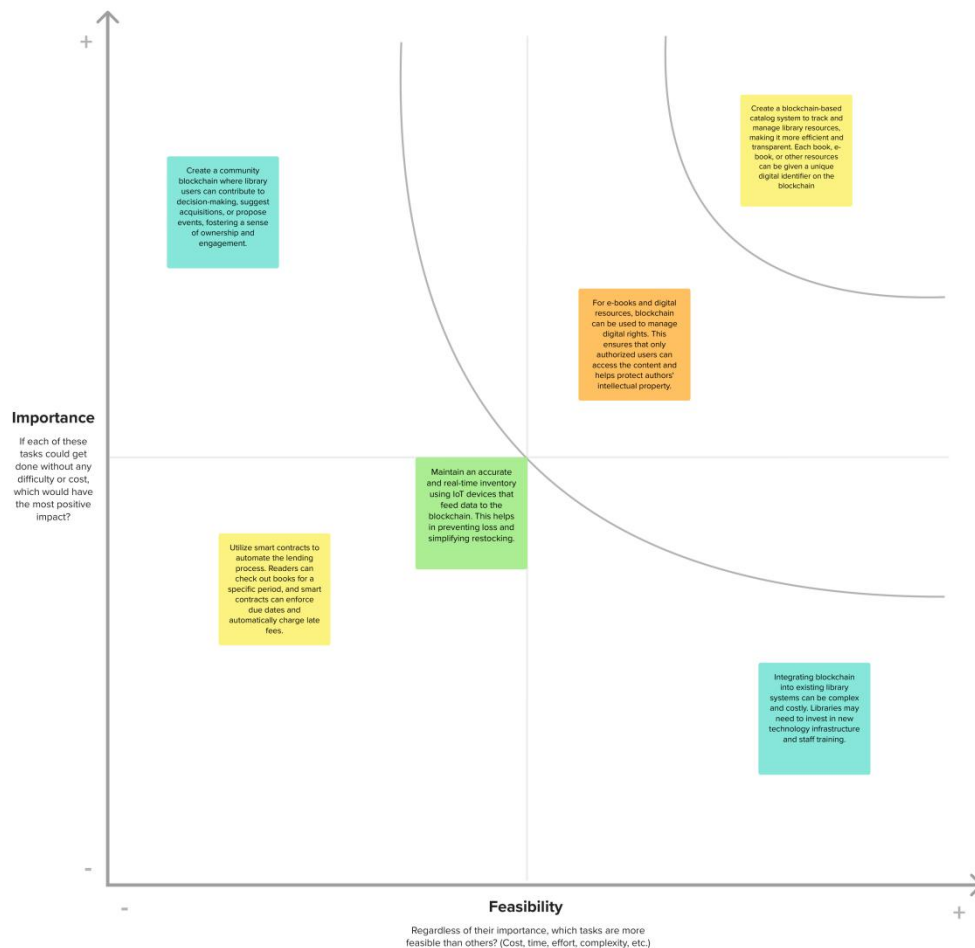 +
Create a blockchain-based
catalog system to track and
manage library resources,
making it more efficient and
transparent. Each book, e-
book, or other resources
can be given a unique
digital identifier on the
blockchain
Create a community
blockchain where library
users can contribute to
decision-making, suggest
acquisitions, or propose
events, fostering a sense
of ownership and
engagement.
For e-books and digital
resources, blockchain
can be used to manage
digital rights. This
ensures that only
authorized users can
access the content and
helps protect authors'
intellectual property.
Importance
If each of these
tasks could get
done without any
difficulty or cost,
which would have
the most positive
impact?
Maintain an accurate
and real-time inventory
using IoT devices that
feed data to the
blockchain. This helps
in preventing loss and
simplifying restocking.
Utilize smart contracts to
automate the lending
process. Readers can
check out books for a
specific period, and smart
contracts can enforce
due dates and
automatically charge late
fees.
Integrating blockchain
into existing library
systems can be complex
and costly. Libraries may
need to invest in new
technology infrastructure
and staff training.
-
-
Feasibility
+
Regardless of their importance, which tasks are more
feasible than others? (Cost, time, effort, complexity, etc.)